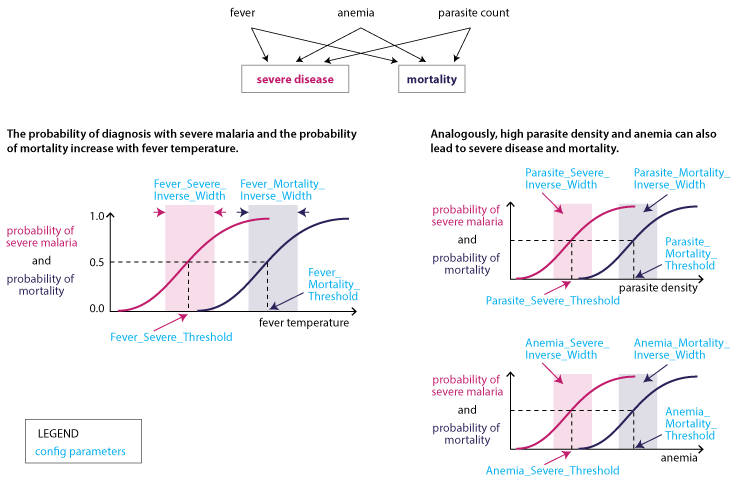 fever
anemia
parasite count
severe disease
mortality
The probability of diagnosis with severe malaria and the probability
of mortality increase with fever temperature.
Fever_Severe_
Inverse_Width
Fever_Mortality_
Inverse_Width
1.0
probability of
severe malaria
and
0.5
probability of
mortality
0.0
Fever_
Mortality_
Threshold
fever temperature
Fever_Severe_Threshold
LEGEND
config parameters
Analogously, high parasite density and anemia can also
lead to severe disease and mortality.
Parasite_Severe_
Inverse_Width
Parasite_Mortality_
Inverse_Width
probability of
severe malaria
and
probability of
mortality
Parasite_
Mortality_
Threshold
parasite density
Parasite_Severe_Threshold
Anemia_Severe_
Inverse_Width
Anemia_Mortality_
Inverse_Width
probability of
severe malaria
and
probability of
mortality
Anemia_
Mortality_
Threshold
anemia
Anemia_Severe_Threshold